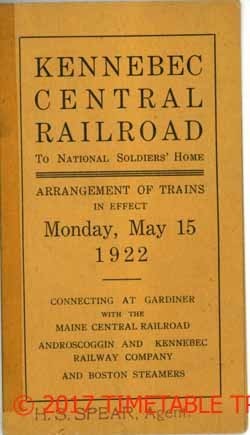 KENNEBEC
CENTRAL
RAILROAD
TO NATIONAL SOLDIERS' HOME
ARRANGEMENT OF TRAINS
IN EFFECT
Monday, May 15
1922
CONNECTING AT GARDINER
WITH THE
MAINE CENTRAL RAILROAD
ANDROSCOGGIN AND KENNEBEC
RAILWAY COMPANY
AND BOSTON STEAMERS
© 2017 TIMETABLE TR
H. S. SPEAR, Agent.